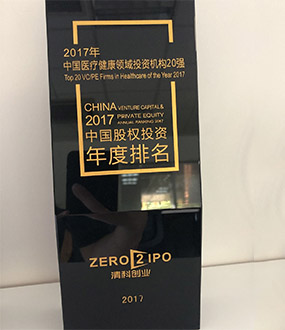 2017年
中国医疗健康领域投资机构20强
Top 20 VC/PE Firms in Healthcare of the Year 2017
CHINA VENTURE CAPITAL &
2017 PRIVATE EQUITY
ANNUAL RANKING 2017
中国股权投资
年度排名
ZERO2IPO
清科创业
2017